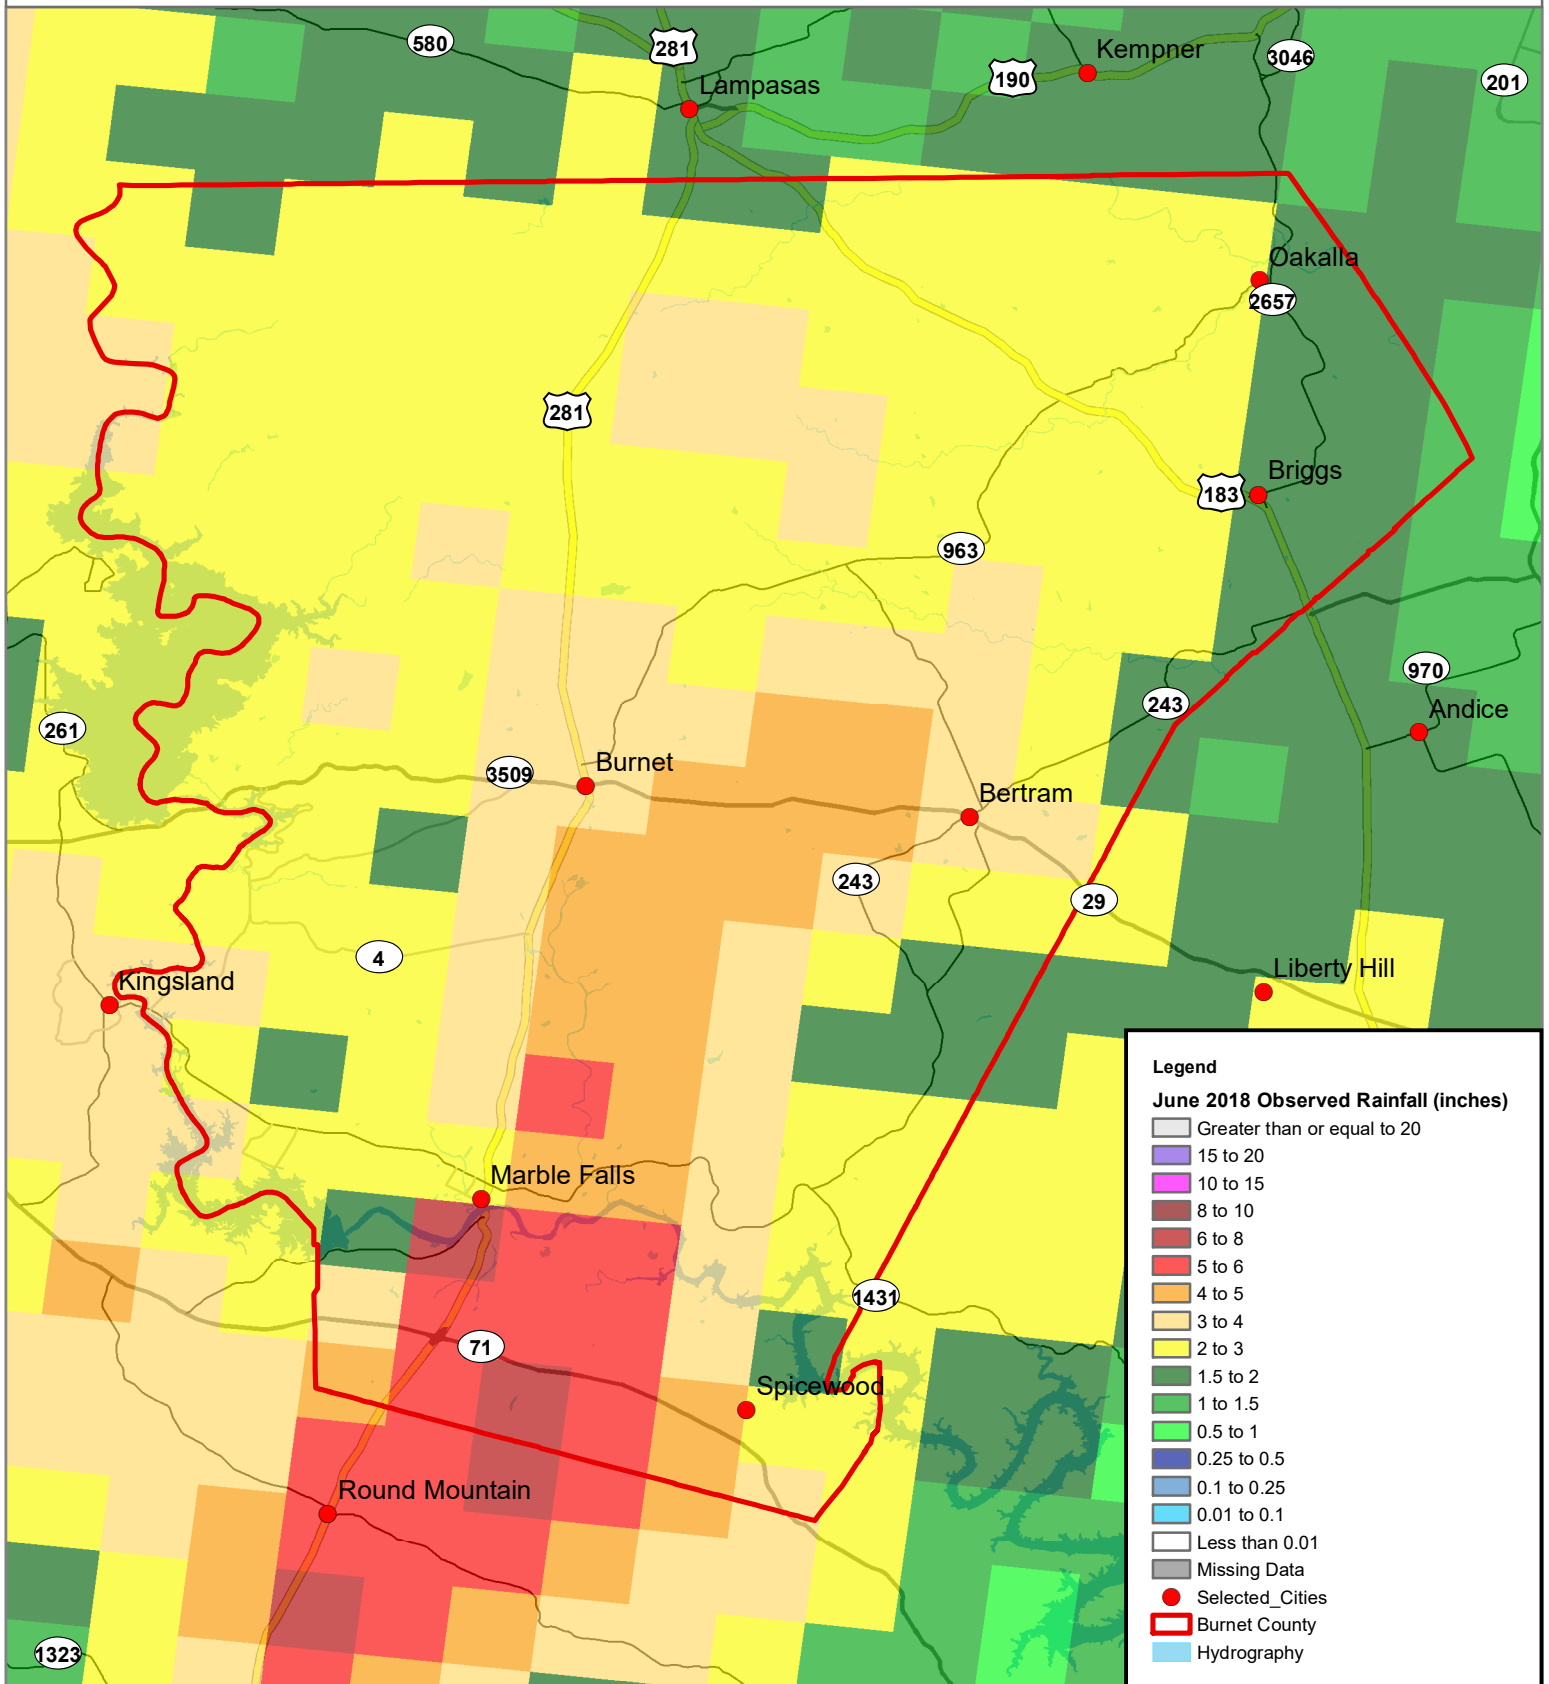 580
281
Kempner
3046
190
201
Lampasas
Oakalla
2657
281
Briggs
183
963
970
243
Andice
261
Burnet
3509
Bertram
243
29
4
Liberty Hill
Kingsland
Marble Falls
1431
71
Spicewood
Round Mountain
1323
Legend
June 2018 Observed Rainfall (inches)
Greater than or equal to 20
15 to 20
10 to 15
8 to 10
6 to 8
5 to 6
4 to 5
3 to 4
2 to 3
1.5 to 2
1 to 1.5
0.5 to 1
0.25 to 0.5
0.1 to 0.25
0.01 to 0.1
Less than 0.01
Missing Data
Selected_Cities
Burnet County
Hydrography